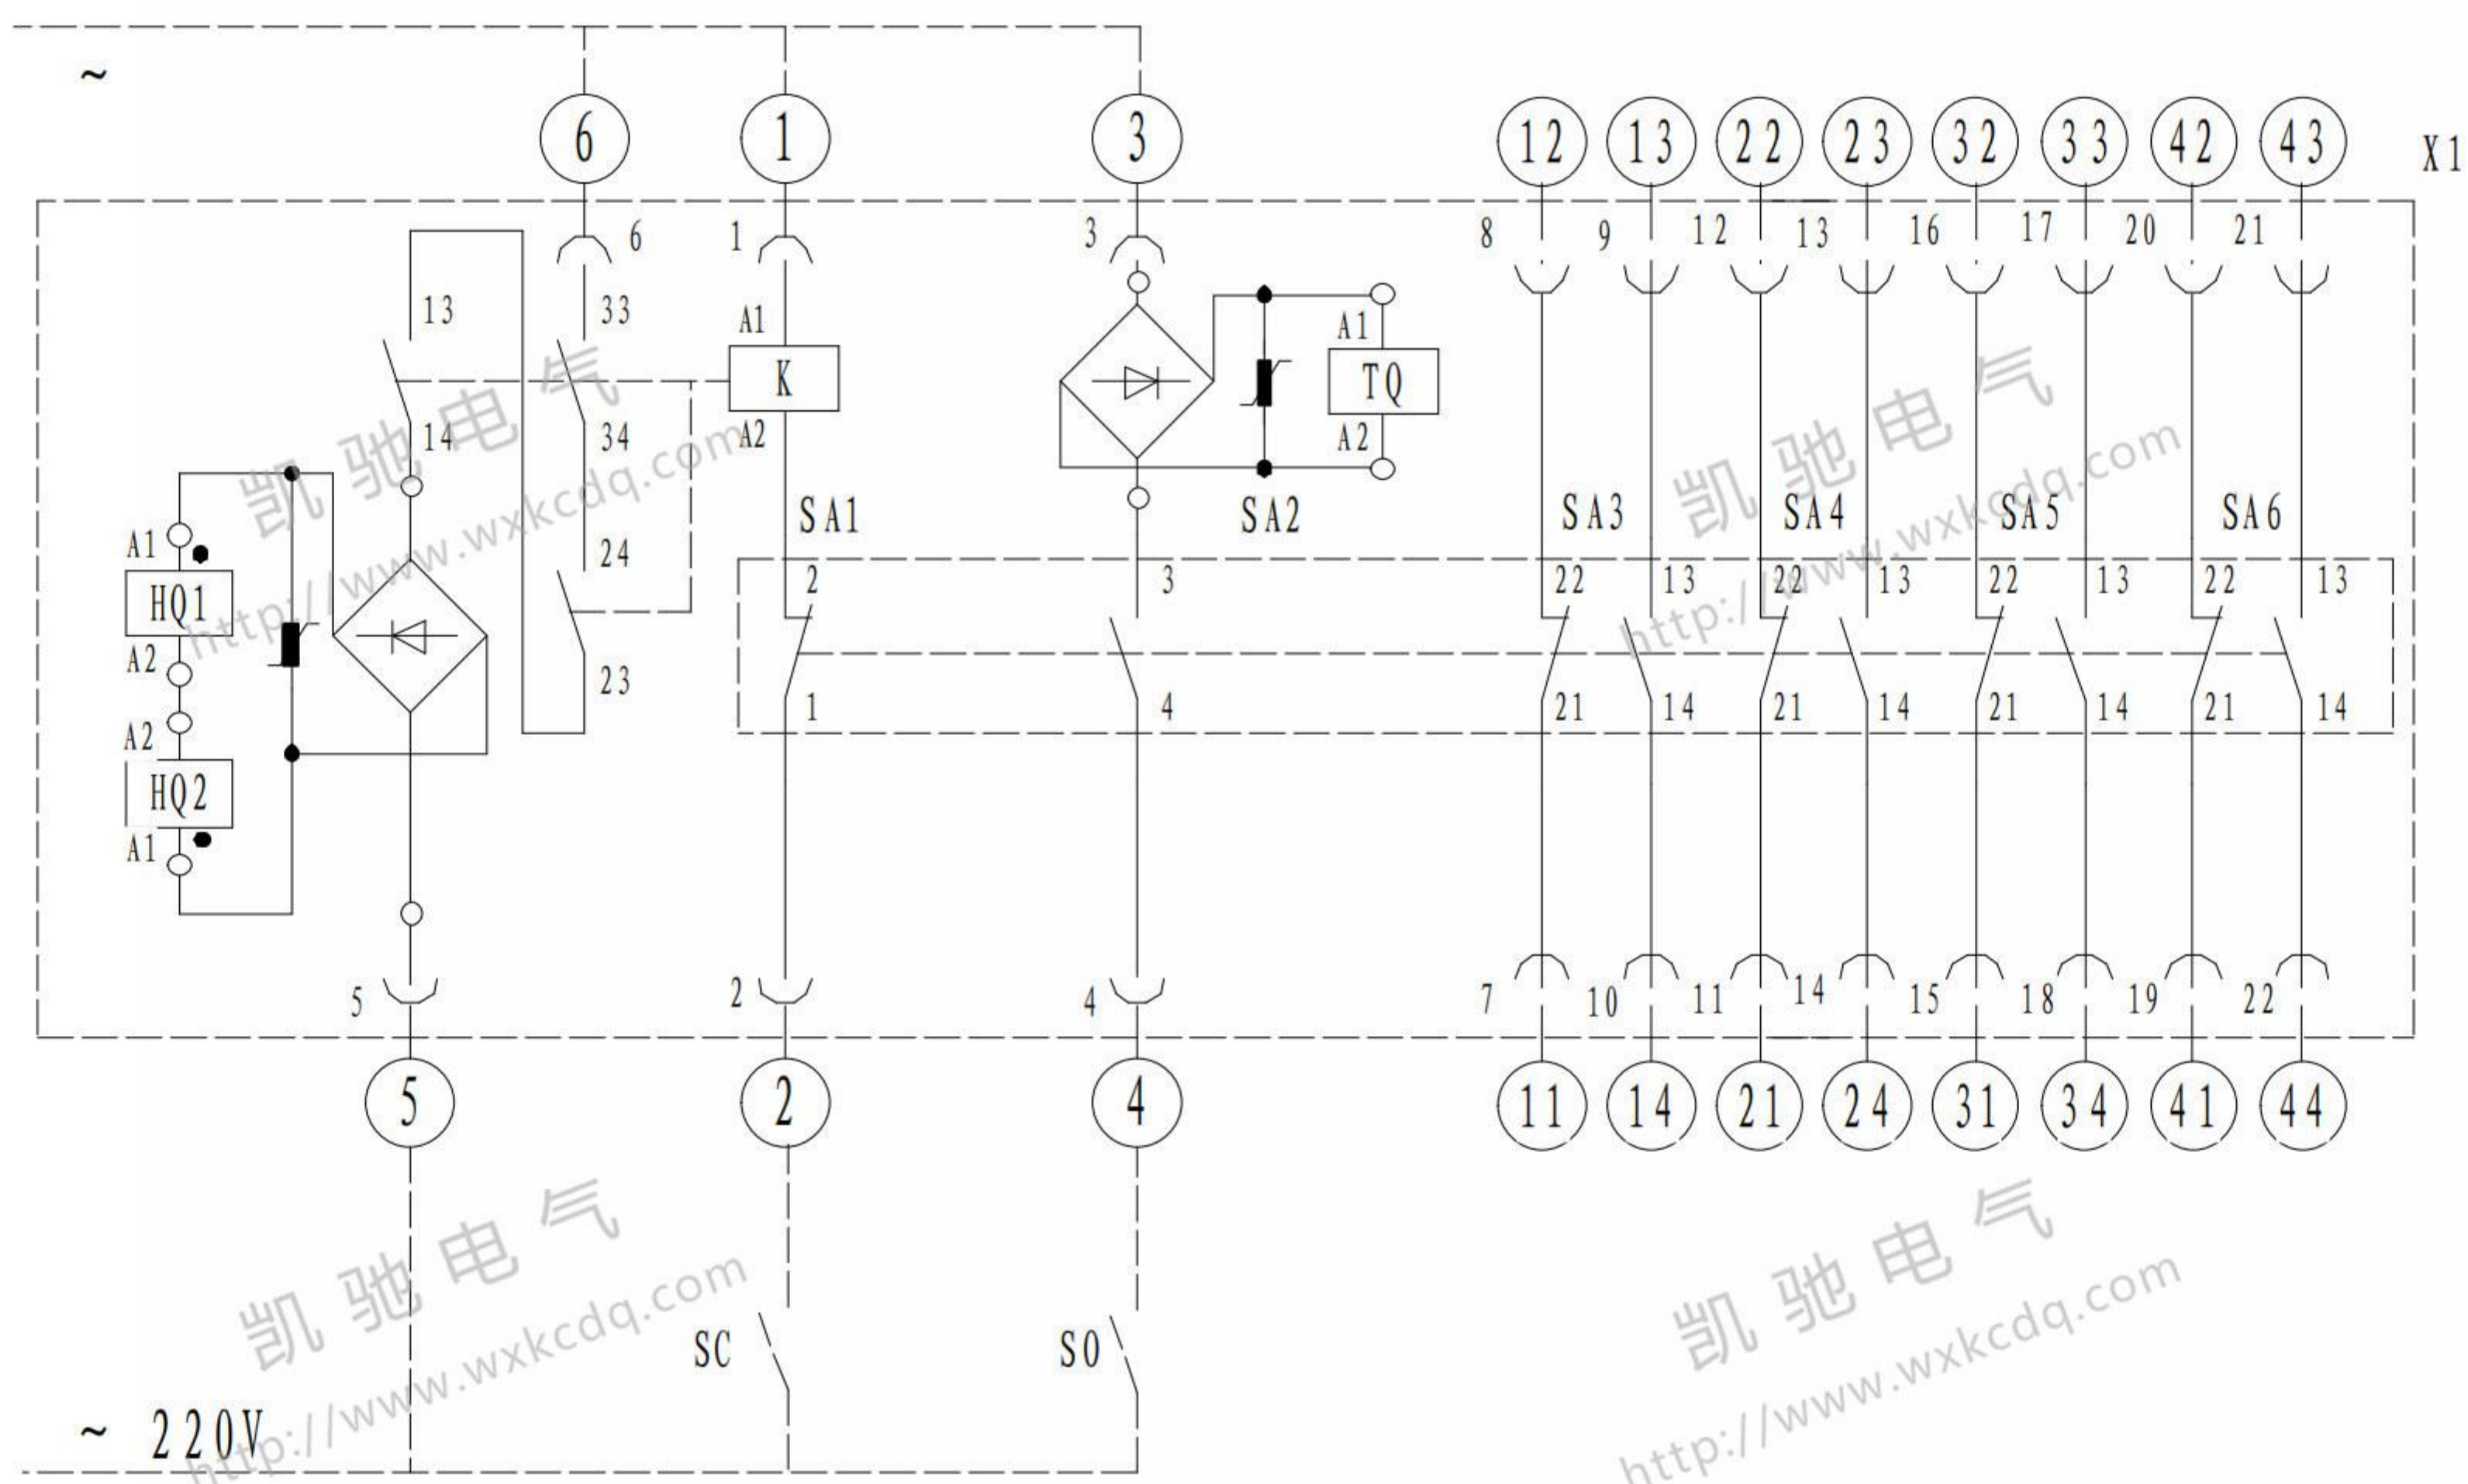 ~
6 1 3 12 13 22 23 32 33 42 43 X1
6 1 3 8 9 12 13 16 17 20 21
13 33 A1 A1
K TQ
14 34 A2 A2
凯驰电气
http://www.wxkcdq.com
凯驰电气
http://www.wxkcdq.com
SA1 SA2 SA3 SA4 SA5 SA6
A1 24 2 3 22 13 22 13 22 13 22 13
HQ1
A2 23 1 4 21 14 21 14 21 14 21 14
A2
HQ2
A1
5 2 4 7 10 11 14 15 18 19 22
5 2 4 11 14 21 24 31 34 41 44
凯驰电气
http://www.wxkcdq.com
凯驰电气
http://www.wxkcdq.com
SC SO
~ 220V